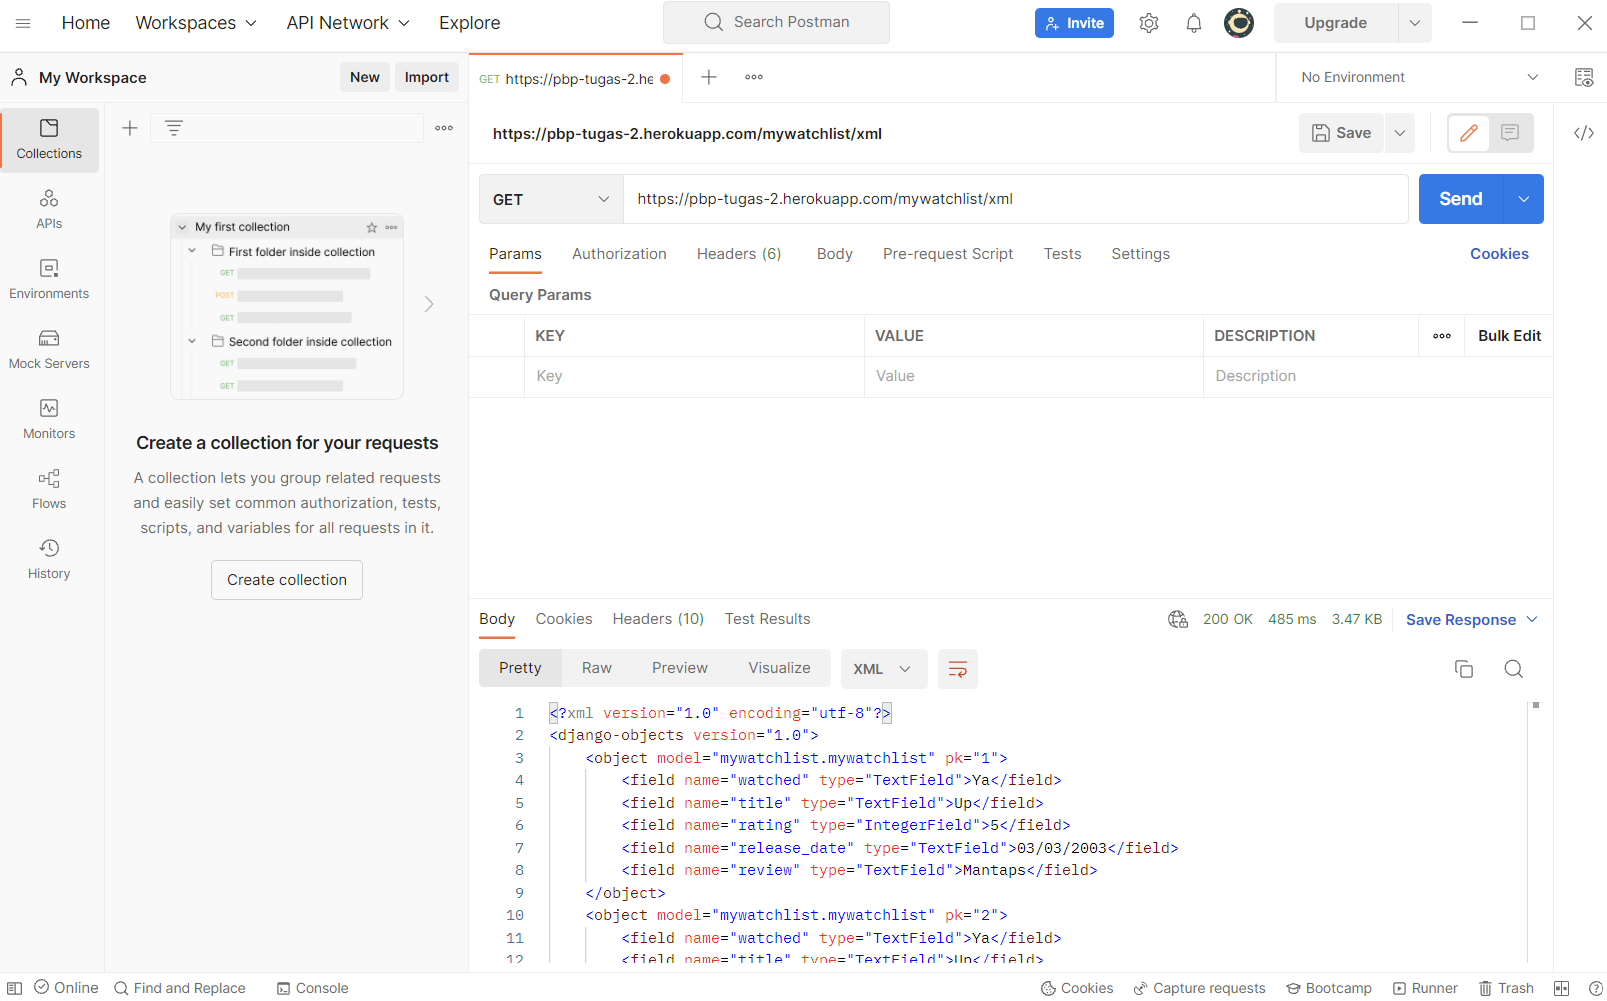 Home Workspaces API Network Explore Search Postman Invite Upgrade
My Workspace New Import GET https://pbp-tugas-2.he No Environment
Collections
APIs
Environments
Mock Servers
Monitors
Flows
History
My first collection
First folder inside collection
GET
POST
GET
Second folder inside collection
GET
GET
Create a collection for your requests
A collection lets you group related requests
and easily set common authorization, tests,
scripts, and variables for all requests in it.
Create collection
https://pbp-tugas-2.herokuapp.com/mywatchlist/xml Save </>
GET https://pbp-tugas-2.herokuapp.com/mywatchlist/xml Send
Params Authorization Headers (6) Body Pre-request Script Tests Settings Cookies
Query Params
KEY VALUE DESCRIPTION Bulk Edit
Key Value Description
Body Cookies Headers (10) Test Results 200 OK 485 ms 3.47 KB Save Response
Pretty Raw Preview Visualize XML
1 <?xml version="1.0" encoding="utf-8"?>
2 <django-objects version="1.0">
3 <object model="mywatchlist.mywatchlist" pk="1">
4 <field name="watched" type="TextField">Ya</field>
5 <field name="title" type="TextField">Up</field>
6 <field name="rating" type="IntegerField">5</field>
7 <field name="release_date" type="TextField">03/03/2003</field>
8 <field name="review" type="TextField">Mantaps</field>
9 </object>
10 <object model="mywatchlist.mywatchlist" pk="2">
11 <field name="watched" type="TextField">Ya</field>
12 <field name="title" type="TextField">Up</field>
Online Find and Replace Console Cookies Capture requests Bootcamp Runner Trash